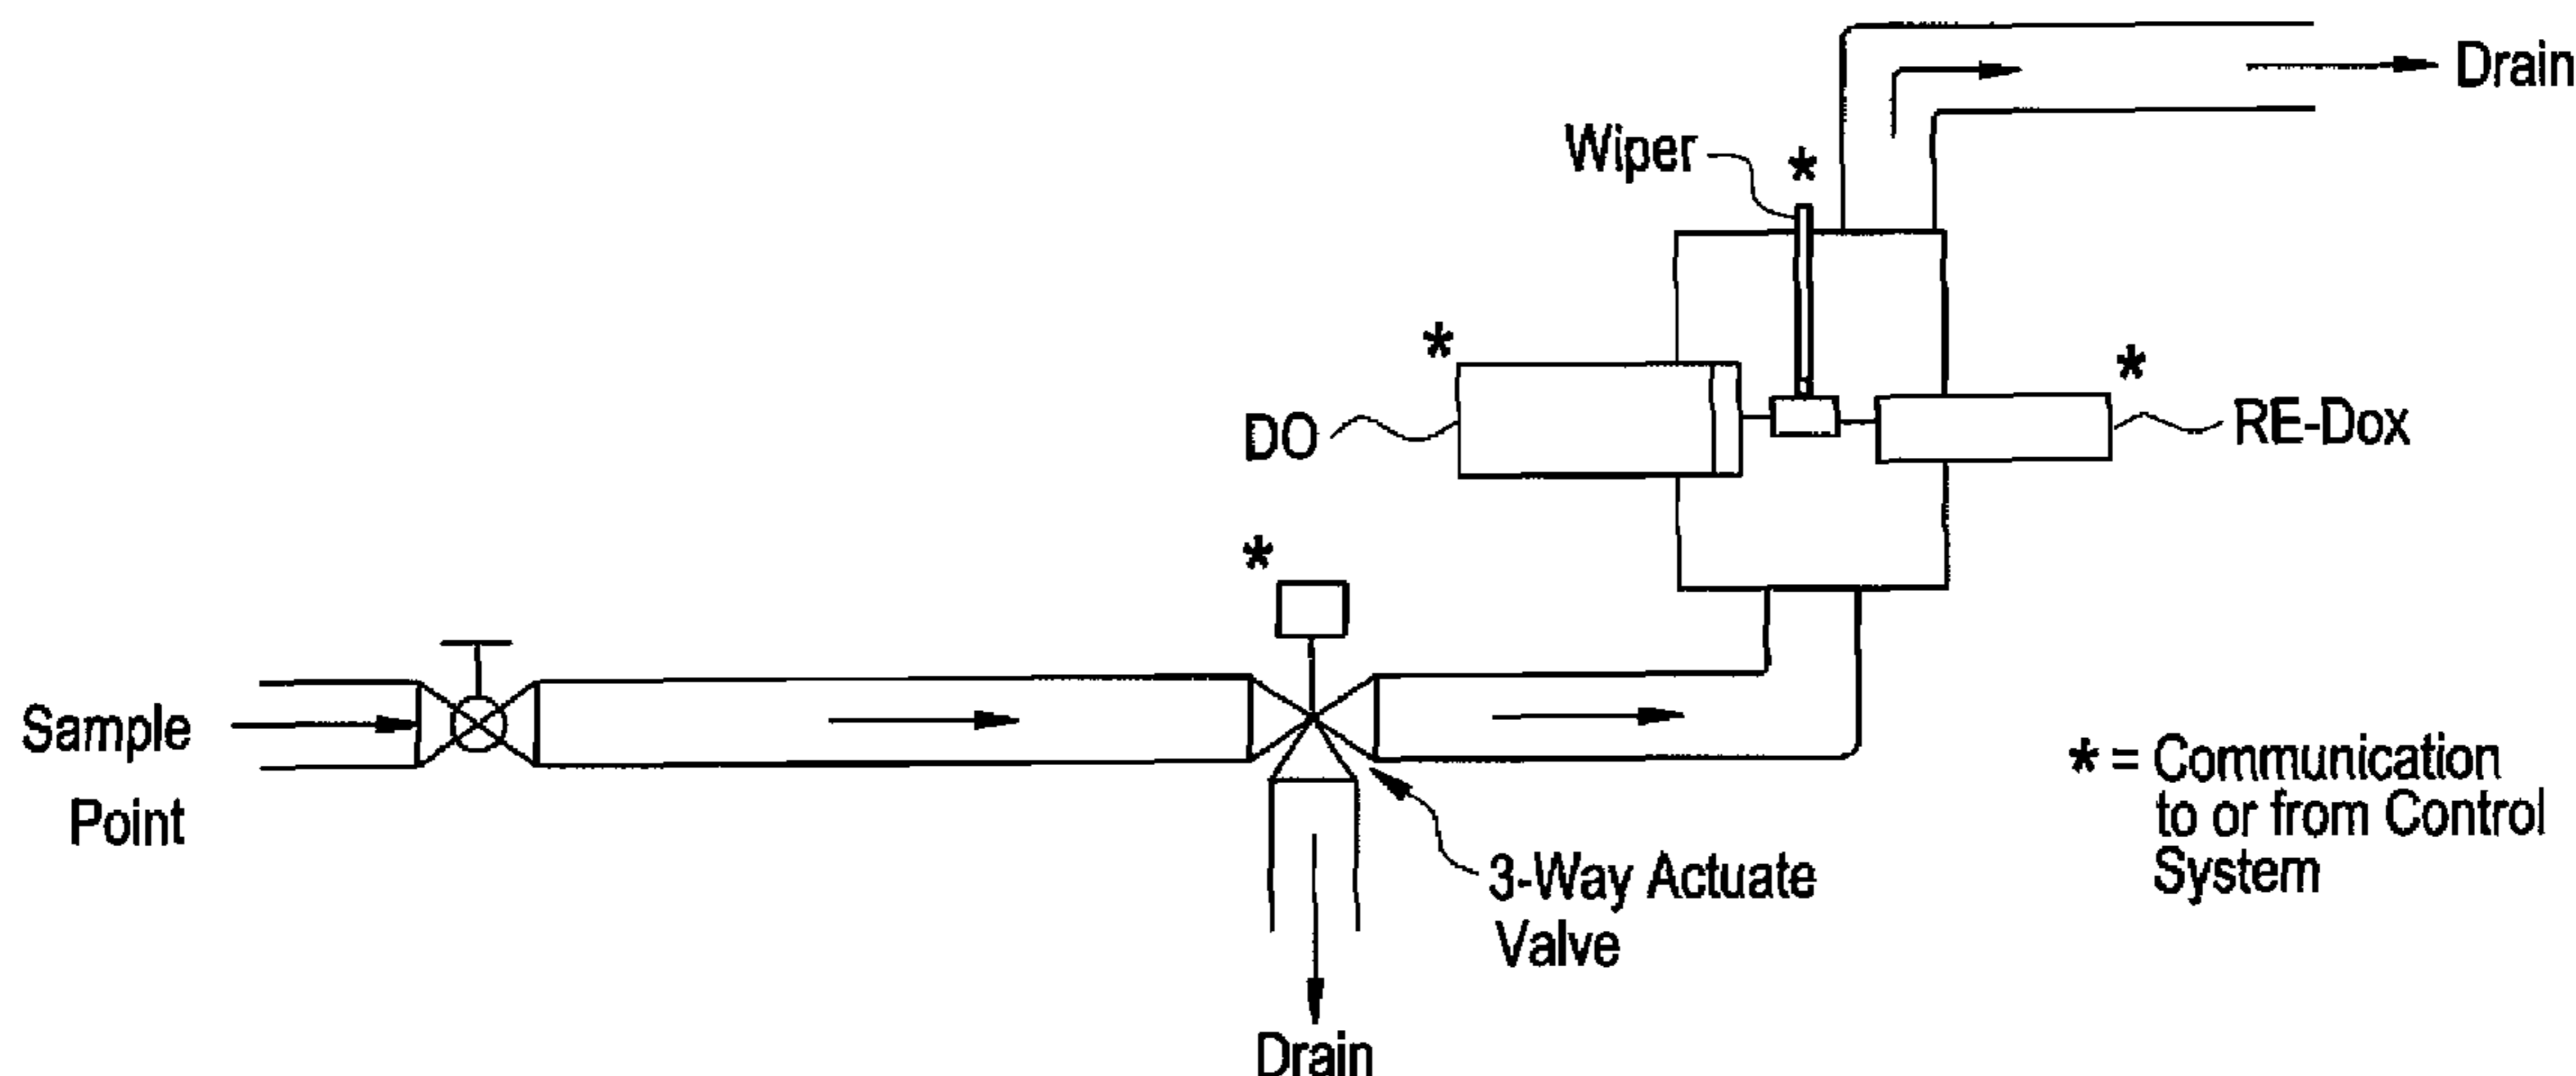 Drain
Wiper
*
*
*
DO
RE-Dox
*
Sample
Point
* = Communication
to or from Control
System
3-Way Actuate
Valve
Drain